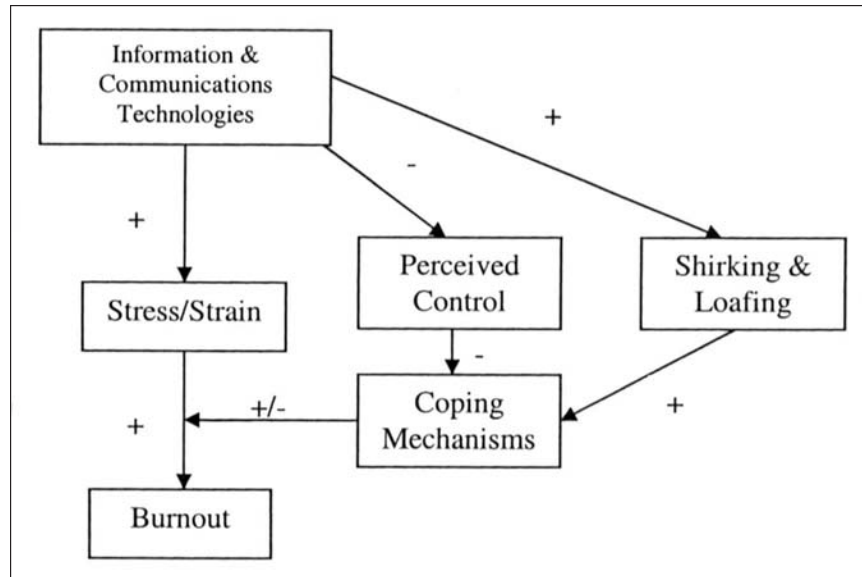 Information &
Communications
Technologies
+
-
+
Perceived
Control
Shirking &
Loafing
Stress/Strain
-
+/-
Coping
Mechanisms
+
+
Burnout